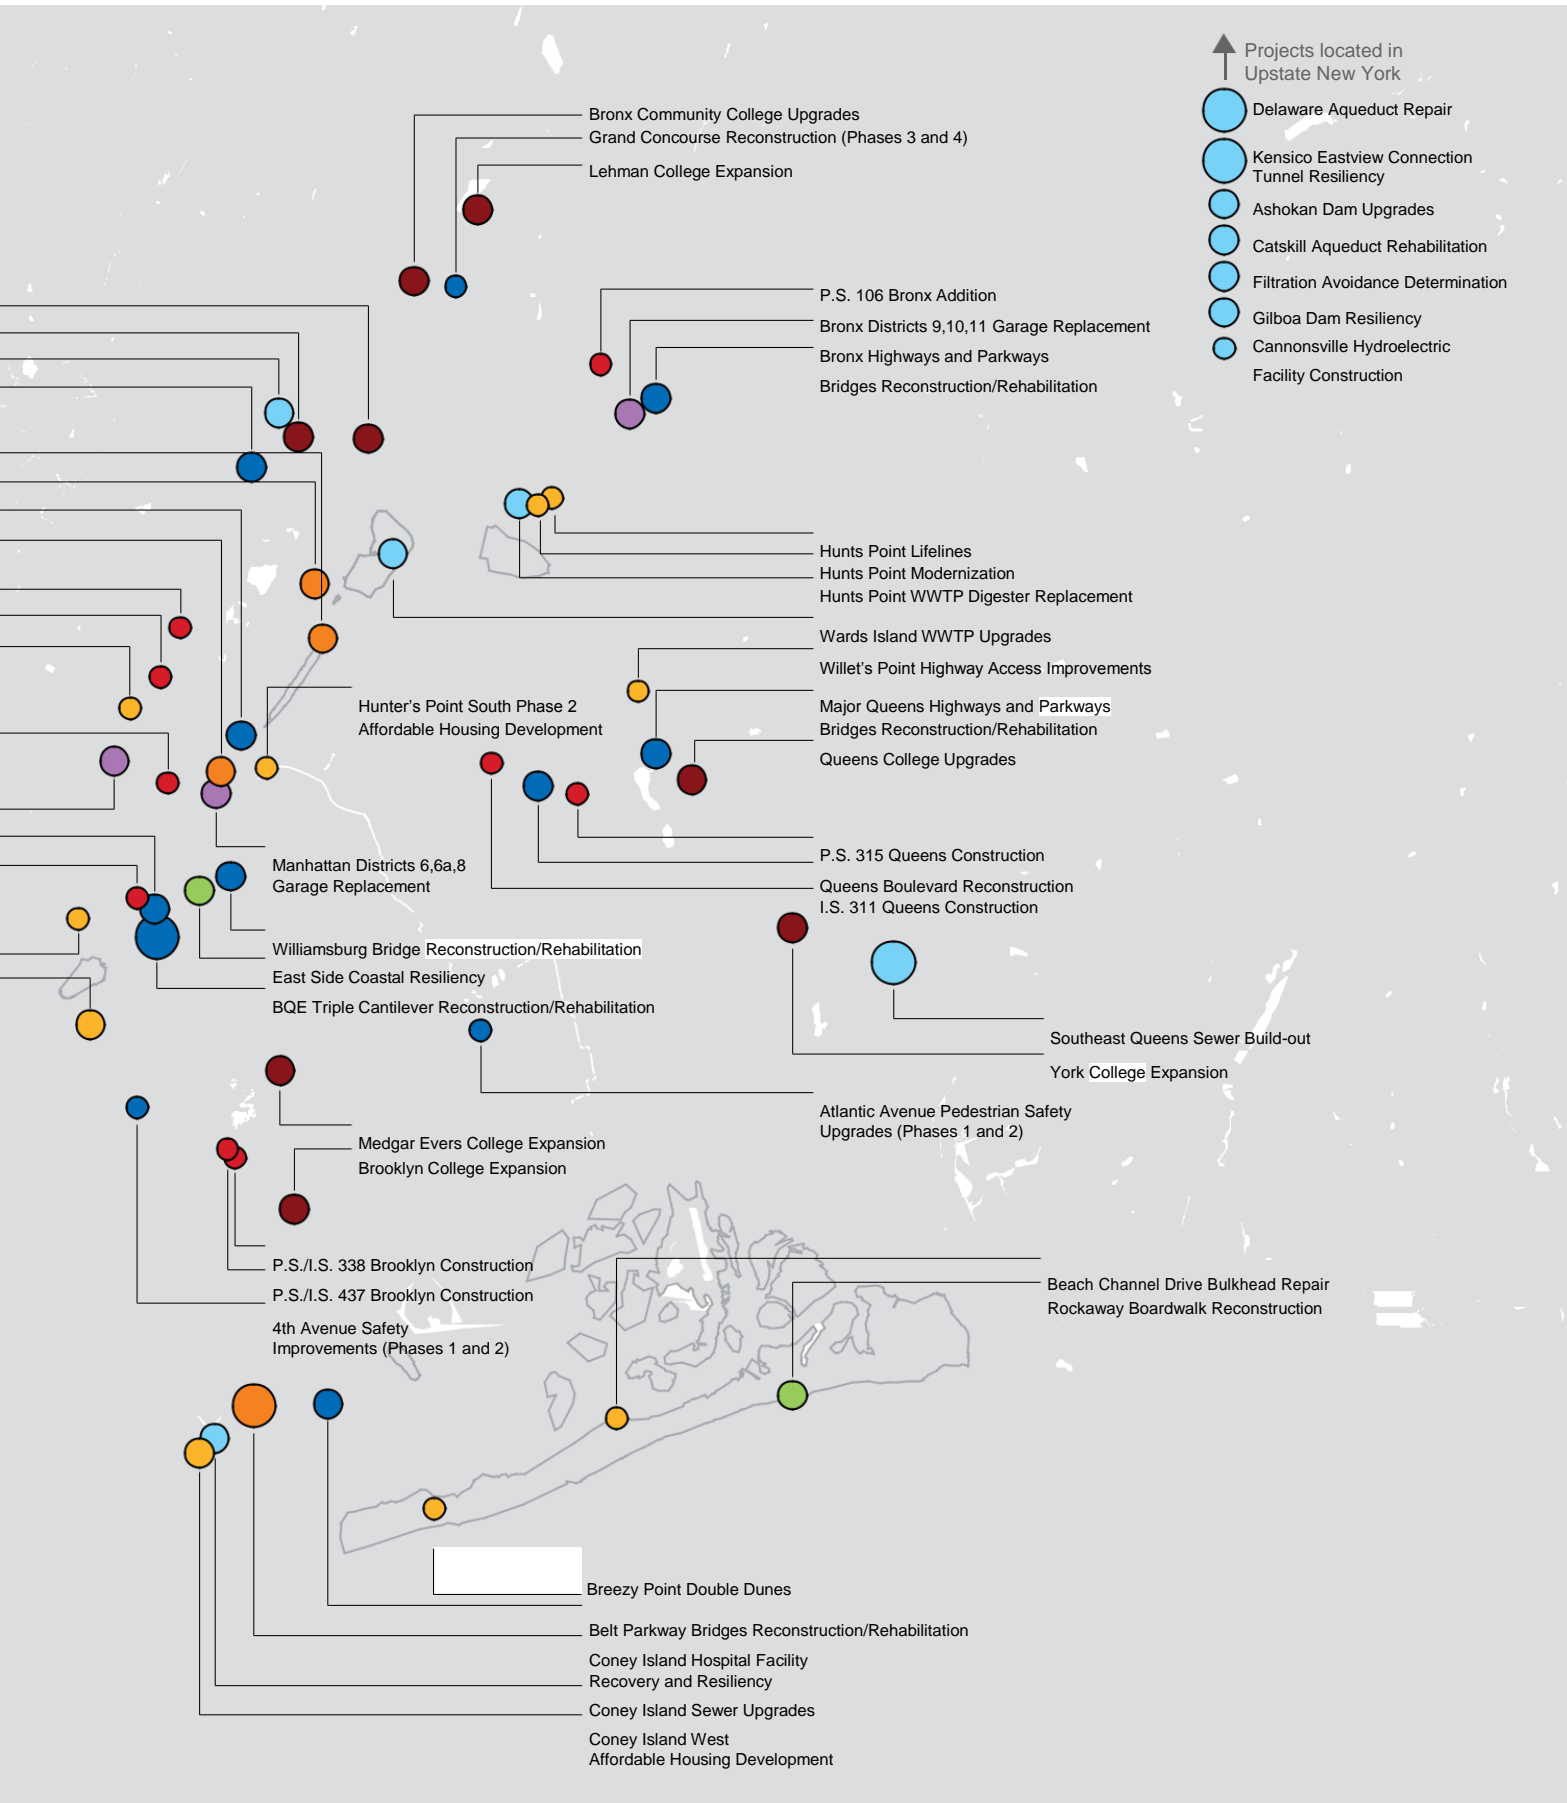 Projects located in
Upstate New York
Delaware Aqueduct Repair
Kensico Eastview Connection
Tunnel Resiliency
Ashokan Dam Upgrades
Catskill Aqueduct Rehabilitation
Filtration Avoidance Determination
Gilboa Dam Resiliency
Cannonsville Hydroelectric
Facility Construction
Bronx Community College Upgrades
Grand Concourse Reconstruction (Phases 3 and 4)
Lehman College Expansion
P.S. 106 Bronx Addition
Bronx Districts 9,10,11 Garage Replacement
Bronx Highways and Parkways
Bridges Reconstruction/Rehabilitation
Hunts Point Lifelines
Hunts Point Modernization
Hunts Point WWTP Digester Replacement
Wards Island WWTP Upgrades
Willet's Point Highway Access Improvements
Major Queens Highways and Parkways
Bridges Reconstruction/Rehabilitation
Queens College Upgrades
Hunter's Point South Phase 2
Affordable Housing Development
P.S. 315 Queens Construction
Queens Boulevard Reconstruction
I.S. 311 Queens Construction
Manhattan Districts 6,6a,8
Garage Replacement
Williamsburg Bridge Reconstruction/Rehabilitation
East Side Coastal Resiliency
BQE Triple Cantilever Reconstruction/Rehabilitation
Southeast Queens Sewer Build-out
York College Expansion
Atlantic Avenue Pedestrian Safety
Upgrades (Phases 1 and 2)
Medgar Evers College Expansion
Brooklyn College Expansion
P.S./I.S. 338 Brooklyn Construction
P.S./I.S. 437 Brooklyn Construction
4th Avenue Safety
Improvements (Phases 1 and 2)
Beach Channel Drive Bulkhead Repair
Rockaway Boardwalk Reconstruction
Breezy Point Double Dunes
Belt Parkway Bridges Reconstruction/Rehabilitation
Coney Island Hospital Facility
Recovery and Resiliency
Coney Island Sewer Upgrades
Coney Island West
Affordable Housing Development